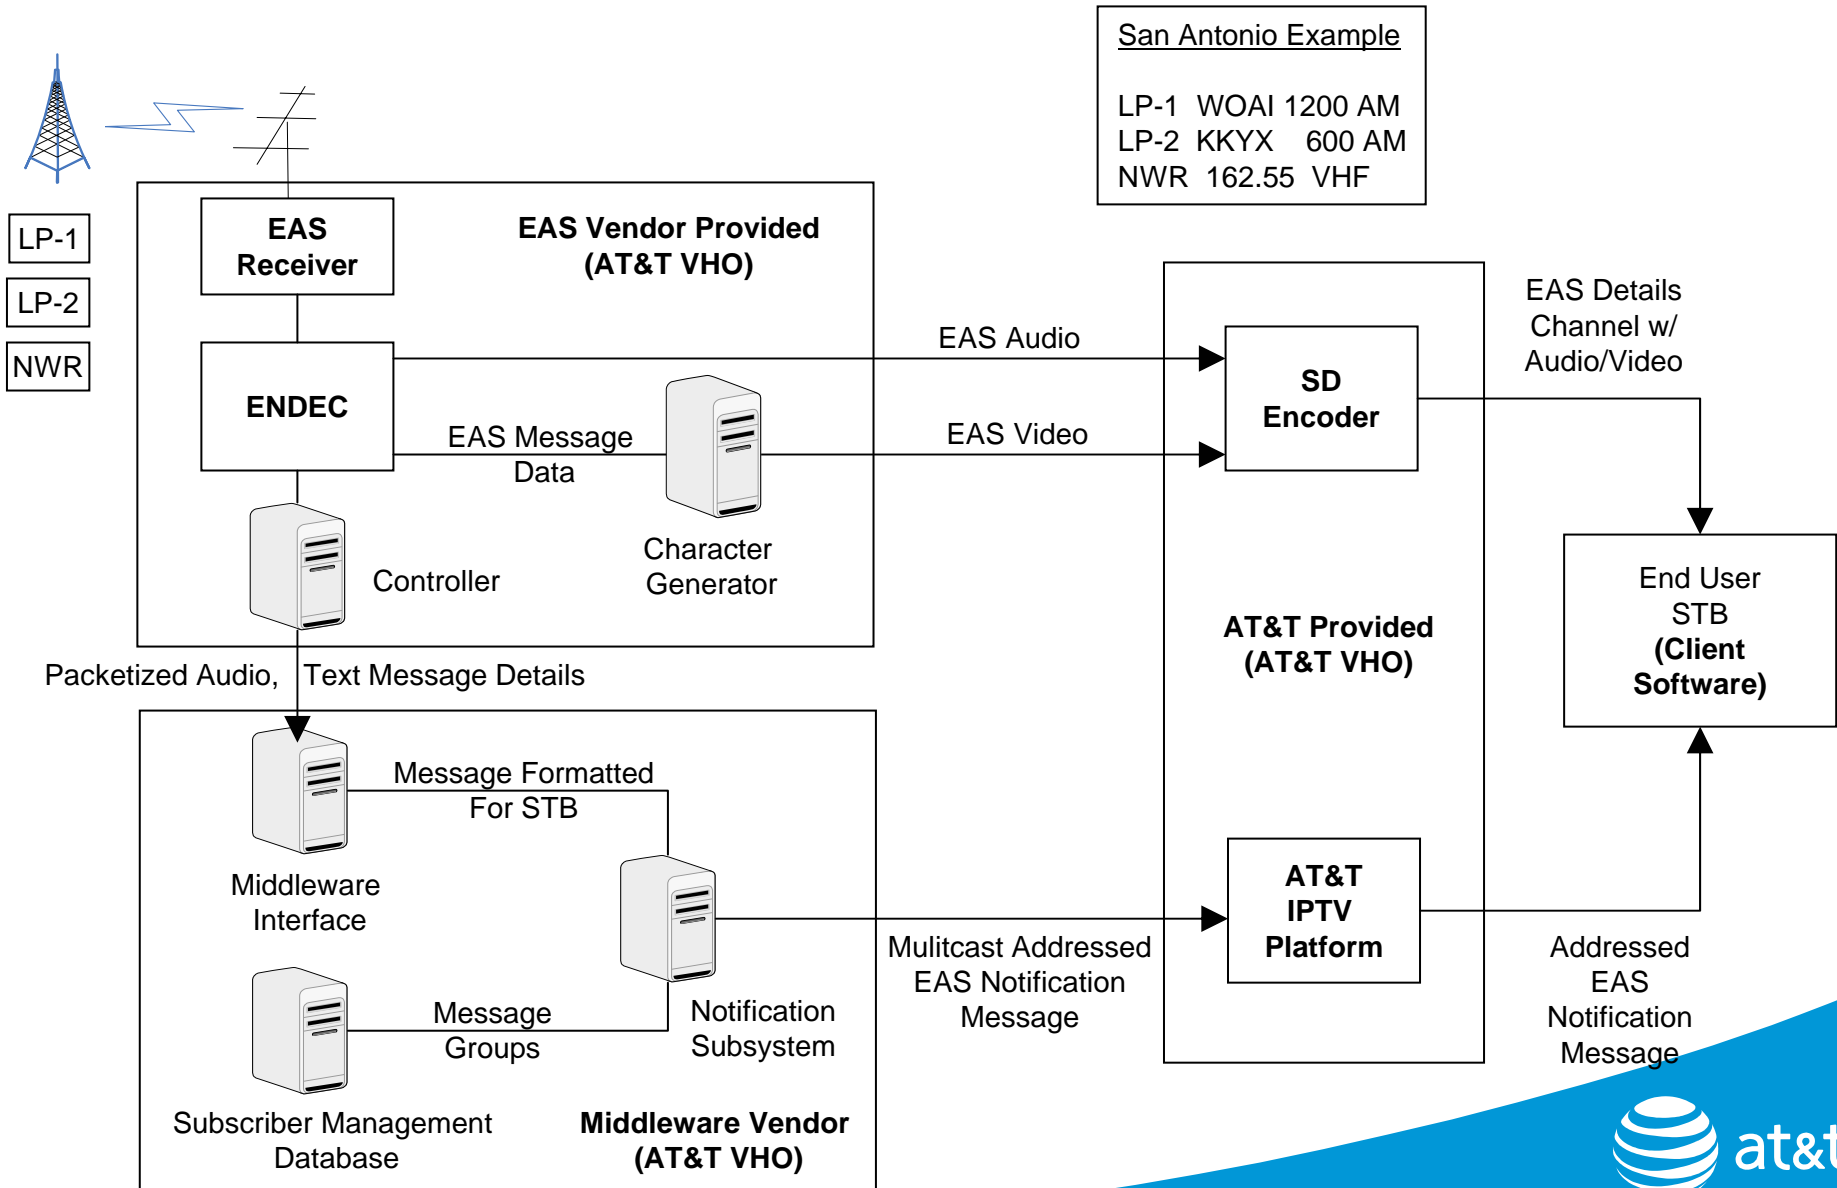 San Antonio Example
LP-1 WOAI 1200 AM
LP-2 KKYX 600 AM
NWR 162.55 VHF
LP-1
LP-2
NWR
EAS
Receiver
EAS Vendor Provided
(AT&T VHO)
ENDEC
EAS Audio
EAS Message
Data
EAS Video
Controller
Character
Generator
SD
Encoder
EAS Details
Channel w/
Audio/Video
AT&T Provided
(AT&T VHO)
End User
STB
(Client
Software)
Packetized Audio, Text Message Details
Message Formatted
For STB
Middleware
Interface
Message
Groups
Notification
Subsystem
Subscriber Management
Database
Middleware Vendor
(AT&T VHO)
Mulitcast Addressed
EAS Notification
Message
AT&T
IPTV
Platform
Addressed
EAS
Notification
Message
at&t